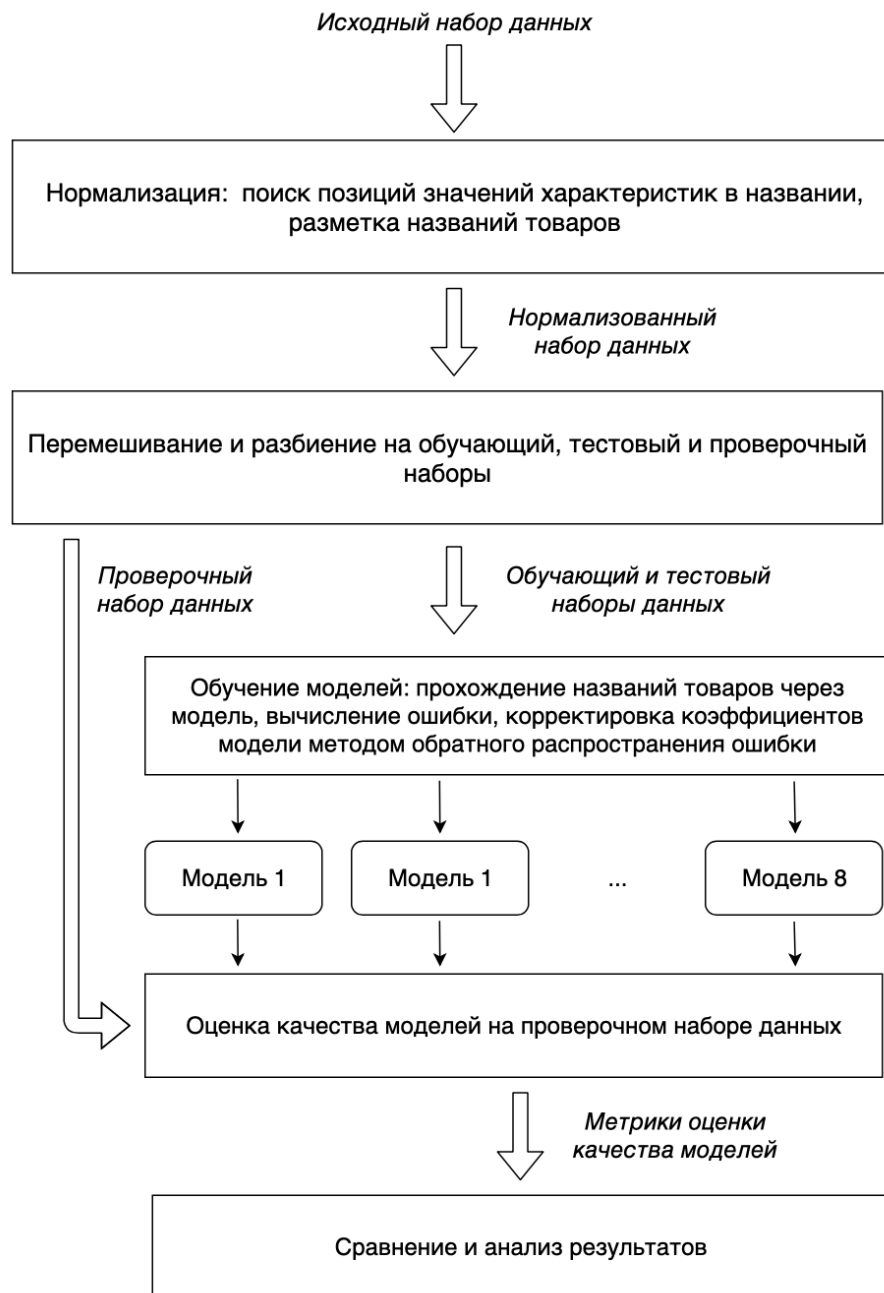 Исходный набор данных
Нормализация: поиск позиций значений характеристик в названии,
разметка названий товаров
Нормализованный
набор данных
Перемешивание и разбиение на обучающий, тестовый и проверочный
наборы
Проверочный
набор данных
Обучающий и тестовый
наборы данных
Обучение моделей: прохождение названий товаров через
модель, вычисление ошибки, корректировка коэффициентов
модели методом обратного распространения ошибки
Модель 1
Модель 1
...
Модель 8
Оценка качества моделей на проверочном наборе данных
Метрики оценки
качества моделей
Сравнение и анализ результатов